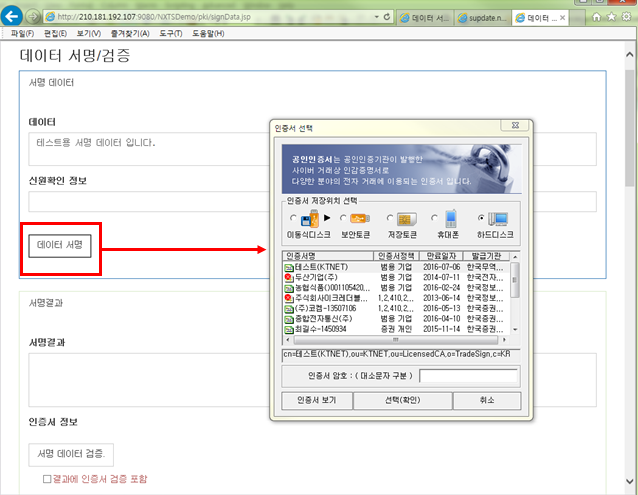 http://210.181.192.107:9080/NXTSDemo/pki/signData.jsp
데이터 서...
supdate.n...
데이터 ...
파일(F) 편집(E) 보기(V) 즐겨찾기(A) 도구(T) 도움말(H)
데이터 서명/검증
서명 데이터
데이터
테스트용 서명 데이터 입니다.
신원확인 정보
데이터 서명
서명결과
서명결과
인증서 정보
서명 데이터 검증.
결과에 인증서 검증 포함
인증서 선택
공인인증서는 공인인증기관이 발행한
사이버 거래상 인감증명서로
다양한 분야의 전자 거래에 이용되는 인증서 입니다.
인증서 저장위치 선택
이동식디스크 보안토큰 저장토큰 휴대폰 하드디스크
인증서명 인증서정책 만료일자 발급기관
테스트(KTNET) 범용 기업 2016-07-06 한국무역...
두산기업(주) 범용 기업 2014-07-11 한국전자...
농협식품()001105420... 범용 기업 2016-02-24 한국정보...
주식회사이크레더블... 1,2,410,2... 2013-06-14 한국정보...
(주)코켐-13507106 1,2,410,2... 2015-05-16 한국증권...
종합전자통신(주) 범용 기업 2016-04-10 한국증권...
최길수-1450934 증권 개인 2015-11-14 한국증권...
cn=테스트(KTNET),ou=KTNET,ou=LicensedCA,o=TradeSign,c=KR
인증서 암호 : ( 대소문자 구분 )
인증서 보기 선택(확인) 취소